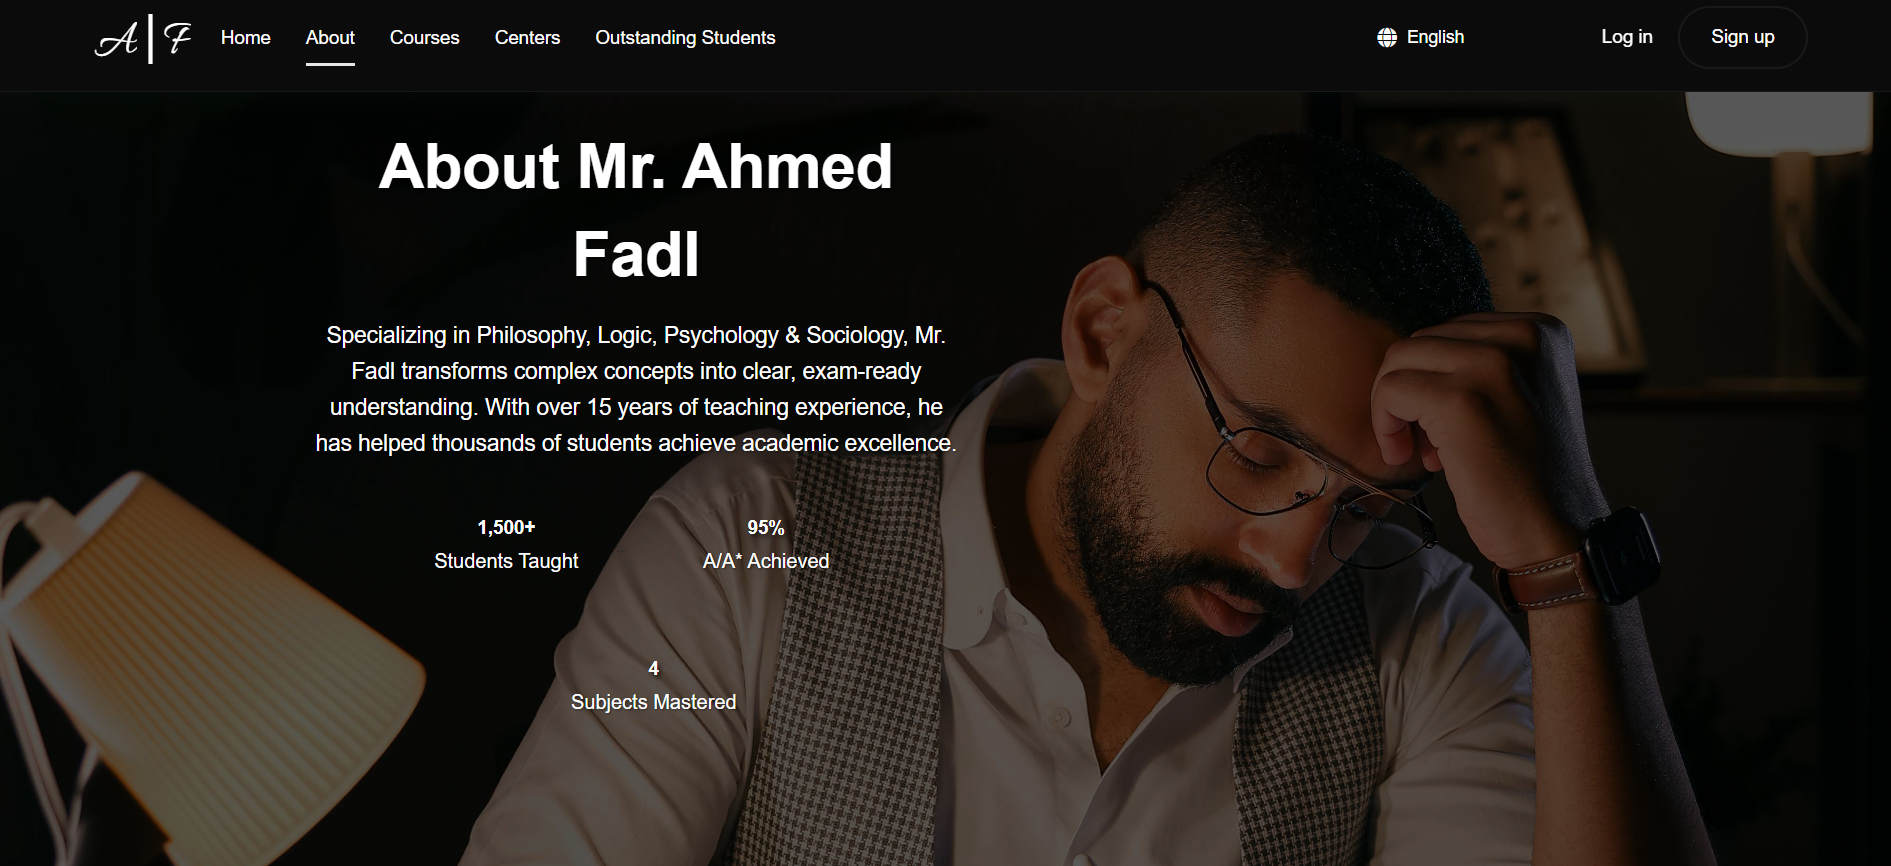 A|F
Home
About
Courses
Centers
Outstanding Students
English
Log in
Sign up
About Mr. Ahmed
Fadl
Specializing in Philosophy, Logic, Psychology & Sociology, Mr.
Fadl transforms complex concepts into clear, exam-ready
understanding. With over 15 years of teaching experience, he
has helped thousands of students achieve academic excellence.
1,500+
Students Taught
95%
A/A* Achieved
4
Subjects Mastered